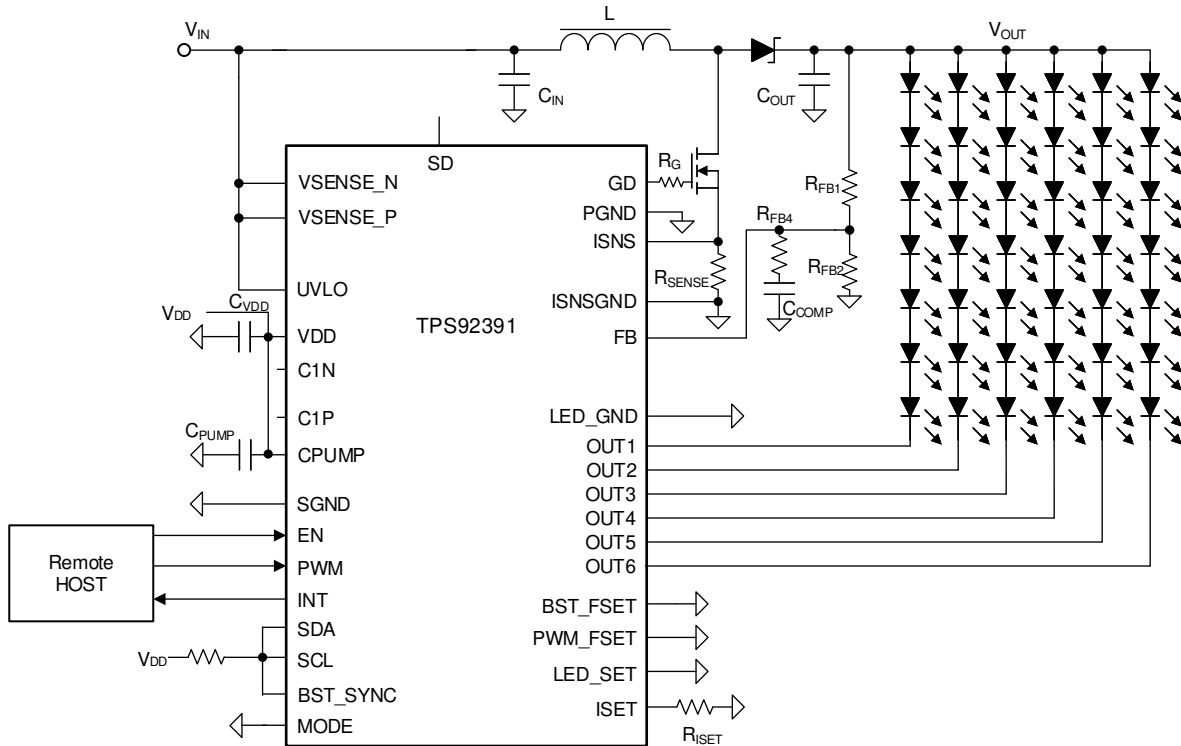 L
VIN
VOUT
CIN
COUT
SD
VSENSE_N
VSENSE_P
UVLO
CVDD
VDD
VDD
C1N
C1P
CPUMP
CPUMP
SGND
EN
PWM
INT
Remote
HOST
SDA
VDD
SCL
BST_SYNC
MODE
TPS92391
RG
GD
PGND
ISNS
RSENSE
ISNSGND
FB
RFB1
RFB4
RFB2
CCOMP
LED_GND
OUT1
OUT2
OUT3
OUT4
OUT5
OUT6
BST_FSET
PWM_FSET
LED_SET
ISET
RISET